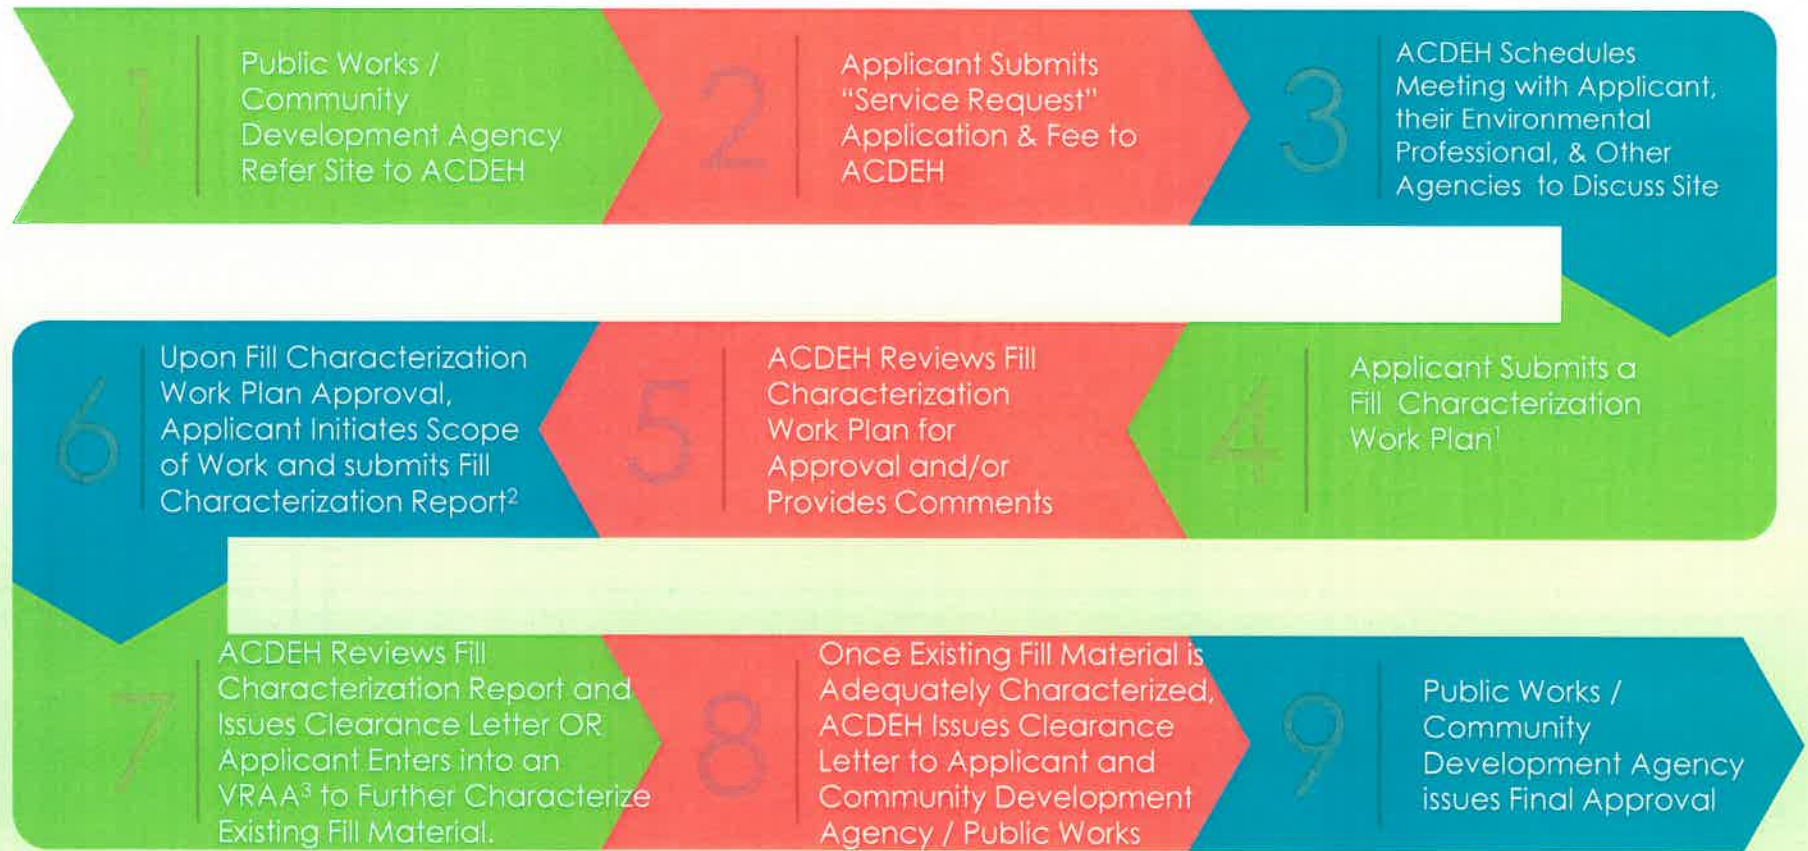 1
Public Works /
Community
Development Agency
Refer Site to ACDEH
2
Applicant Submits
“Service Request”
Application & Fee to
ACDEH
3
ACDEH Schedules
Meeting with Applicant,
their Environmental
Professional, & Other
Agencies to Discuss Site
4
Applicant Submits a
Fill Characterization
Work Plan¹
5
ACDEH Reviews Fill
Characterization
Work Plan for
Approval and/or
Provides Comments
6
Upon Fill Characterization
Work Plan Approval,
Applicant Initiates Scope
of Work and submits Fill
Characterization Report²
7
ACDEH Reviews Fill
Characterization Report and
Issues Clearance Letter OR
Applicant Enters into an
VRAA³ to Further Characterize
Existing Fill Material.
8
Once Existing Fill Material is
Adequately Characterized,
ACDEH Issues Clearance
Letter to Applicant and
Community Development
Agency / Public Works
9
Public Works /
Community
Development Agency
issues Final Approval